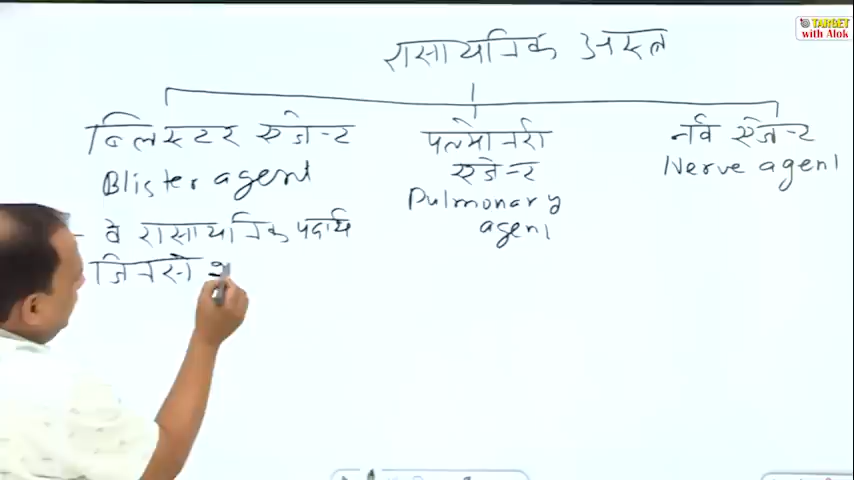 TARGET
with Alok
रासायनिक अस्त्र
ब्लिस्टर एजेन्ट
Blister agent
वे रासायनिक पदार्थ
जिनसे
पल्मोनरी
एजेन्ट
Pulmonary
agent
नर्व एजेन्ट
Nerve agent